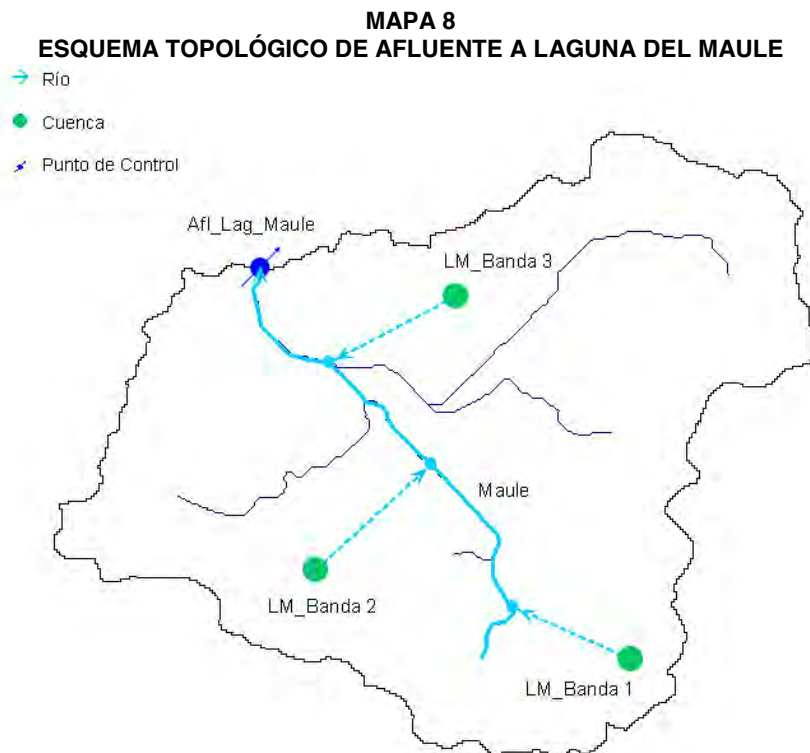 MAPA 8
ESQUEMA TOPOLÓGICO DE AFLUENTE A LAGUNA DEL MAULE
Río
Cuenca
Punto de Control
Afl_Lag_Maule
LM_Banda 3
Maule
LM_Banda 2
LM_Banda 1